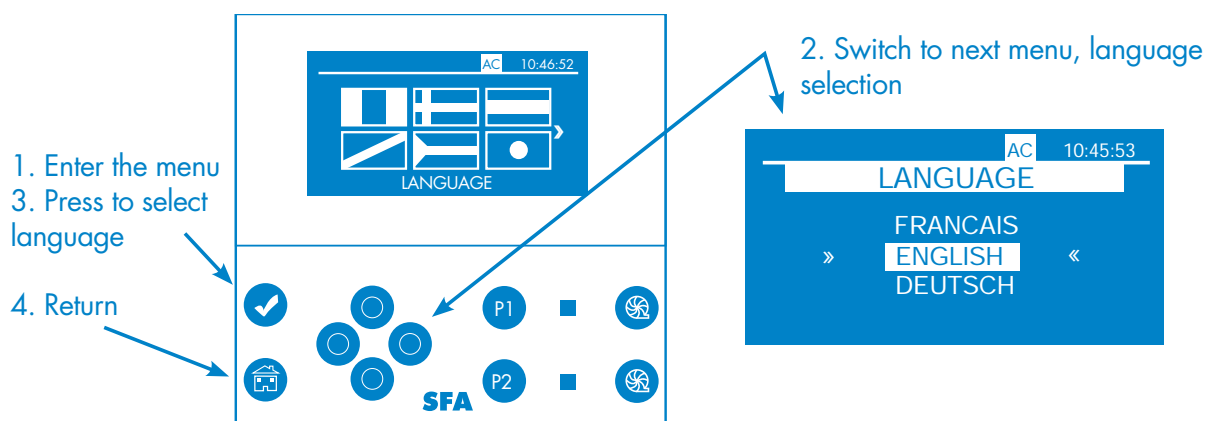 AC 10:46:52
LANGUAGE
1. Enter the menu
3. Press to select
language
4. Return
P1
P2
SFA
2. Switch to next menu, language
selection
AC 10:45:53
LANGUAGE
FRANCAIS
» ENGLISH «
DEUTSCH